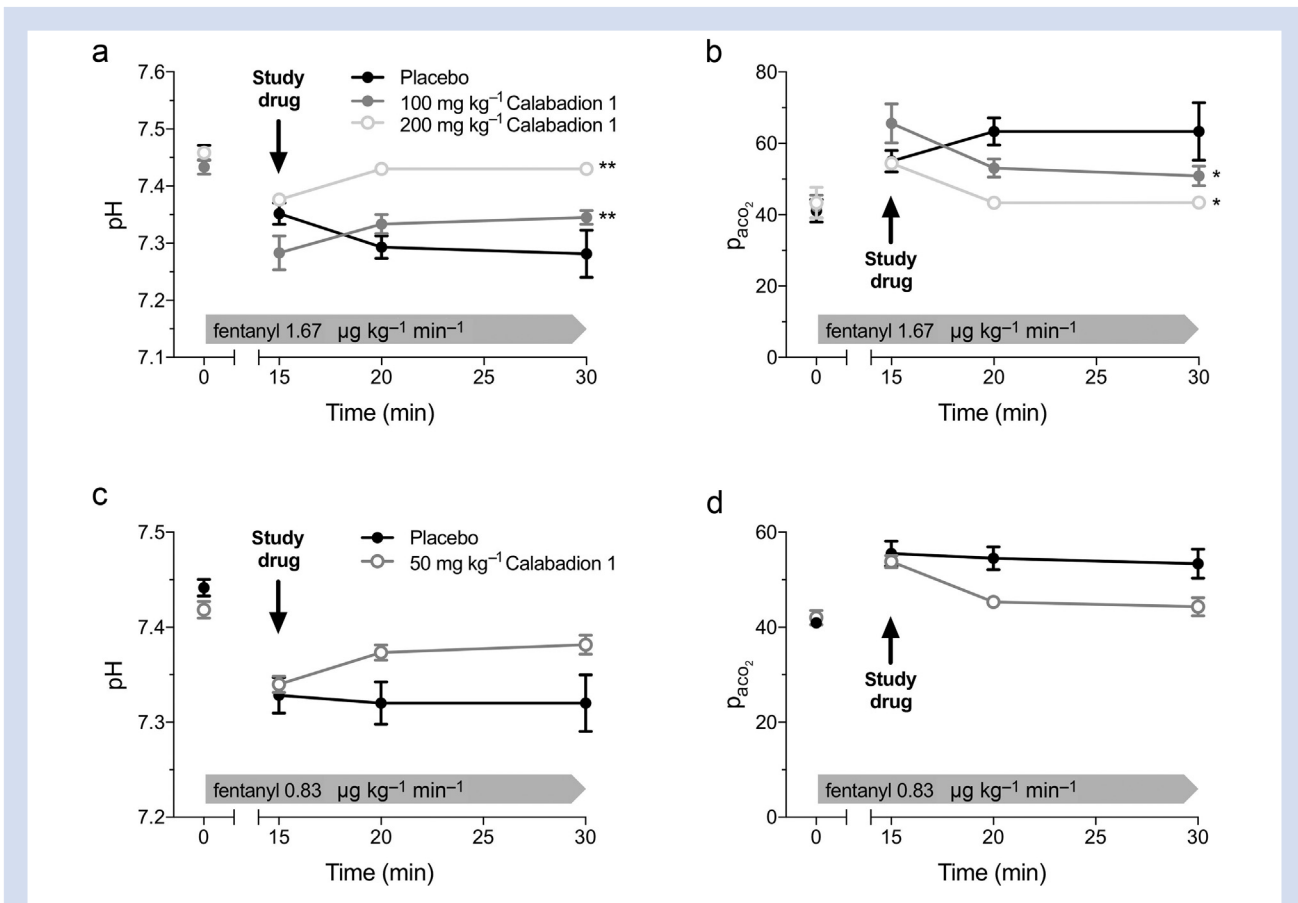 a
7.6
7.5
7.4
7.3
7.2
7.1
pH
Study
drug
Placebo
100 mg kg–1 Calabadion 1
200 mg kg–1 Calabadion 1
**
**
fentanyl 1.67 µg kg–1 min–1
0 15 20 25 30
Time (min)
b
80
60
40
20
0
paco2
Study
drug
*
*
fentanyl 1.67 µg kg–1 min–1
0 15 20 25 30
Time (min)
c
7.5
7.4
7.3
7.2
pH
Study
drug
Placebo
50 mg kg–1 Calabadion 1
fentanyl 0.83 µg kg–1 min–1
0 15 20 25 30
Time (min)
d
60
40
20
0
paco2
Study
drug
fentanyl 0.83 µg kg–1 min–1
0 15 20 25 30
Time (min)